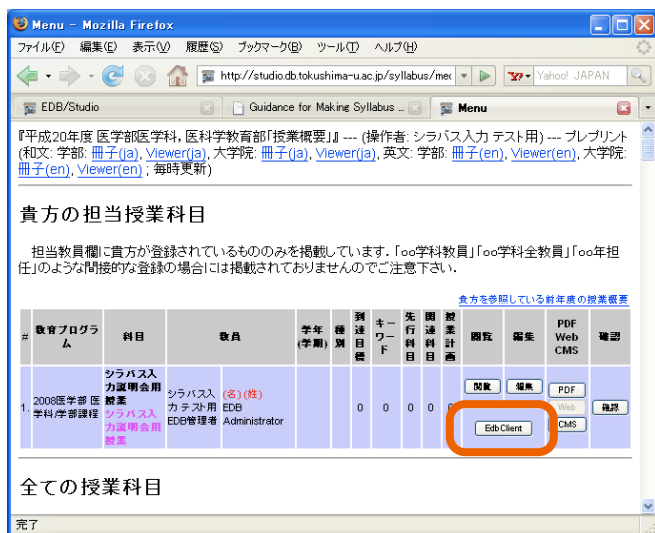 Menu - Mozilla Firefox
ファイル(F) 編集(E) 表示(V) 履歴(S) ブックマーク(B) ツール(T) ヘルプ(H)
http://studio.db.tokushima-u.ac.jp/syllabus/med
Yahoo! JAPAN
EDB/Studio
Guidance for Making Syllabus ...
Menu
『平成20年度 医学部医学科，医科学教育部「授業概要」』 --- (操作者: シラバス入力 テスト用) --- プレプリント
(和文: 学部: 冊子(ja), Viewer(ja), 大学院: 冊子(ja), Viewer(ja), 英文: 学部: 冊子(en), Viewer(en), 大学院:
冊子(en), Viewer(en) ; 毎時更新)
貴方の担当授業科目
担当教員欄に貴方が登録されているもののみを掲載しています．「oo学科教員」「oo学科全教員」「oo年担
任」のような間接的な登録の場合には掲載されておりませんのでご注意下さい．
貴方を参照している前年度の授業概要
# 教育プログラム 科目 教員 学年(学期) 種別 到達目標 キーワード 先行科目 関連科目 授業計画 閲覧 編集 PDF Web CMS 確認
1. 2008医学部 医学科/学部課程 シラバス入力説明会用授業 シラバス入力説明会用授業 シラバス入力 テスト用 EDB管理者 (名) (姓) EDB Administrator 0 0 0 0 0 閲覧 編集 EdbClient PDF Web CMS 確認
全ての授業科目
完了